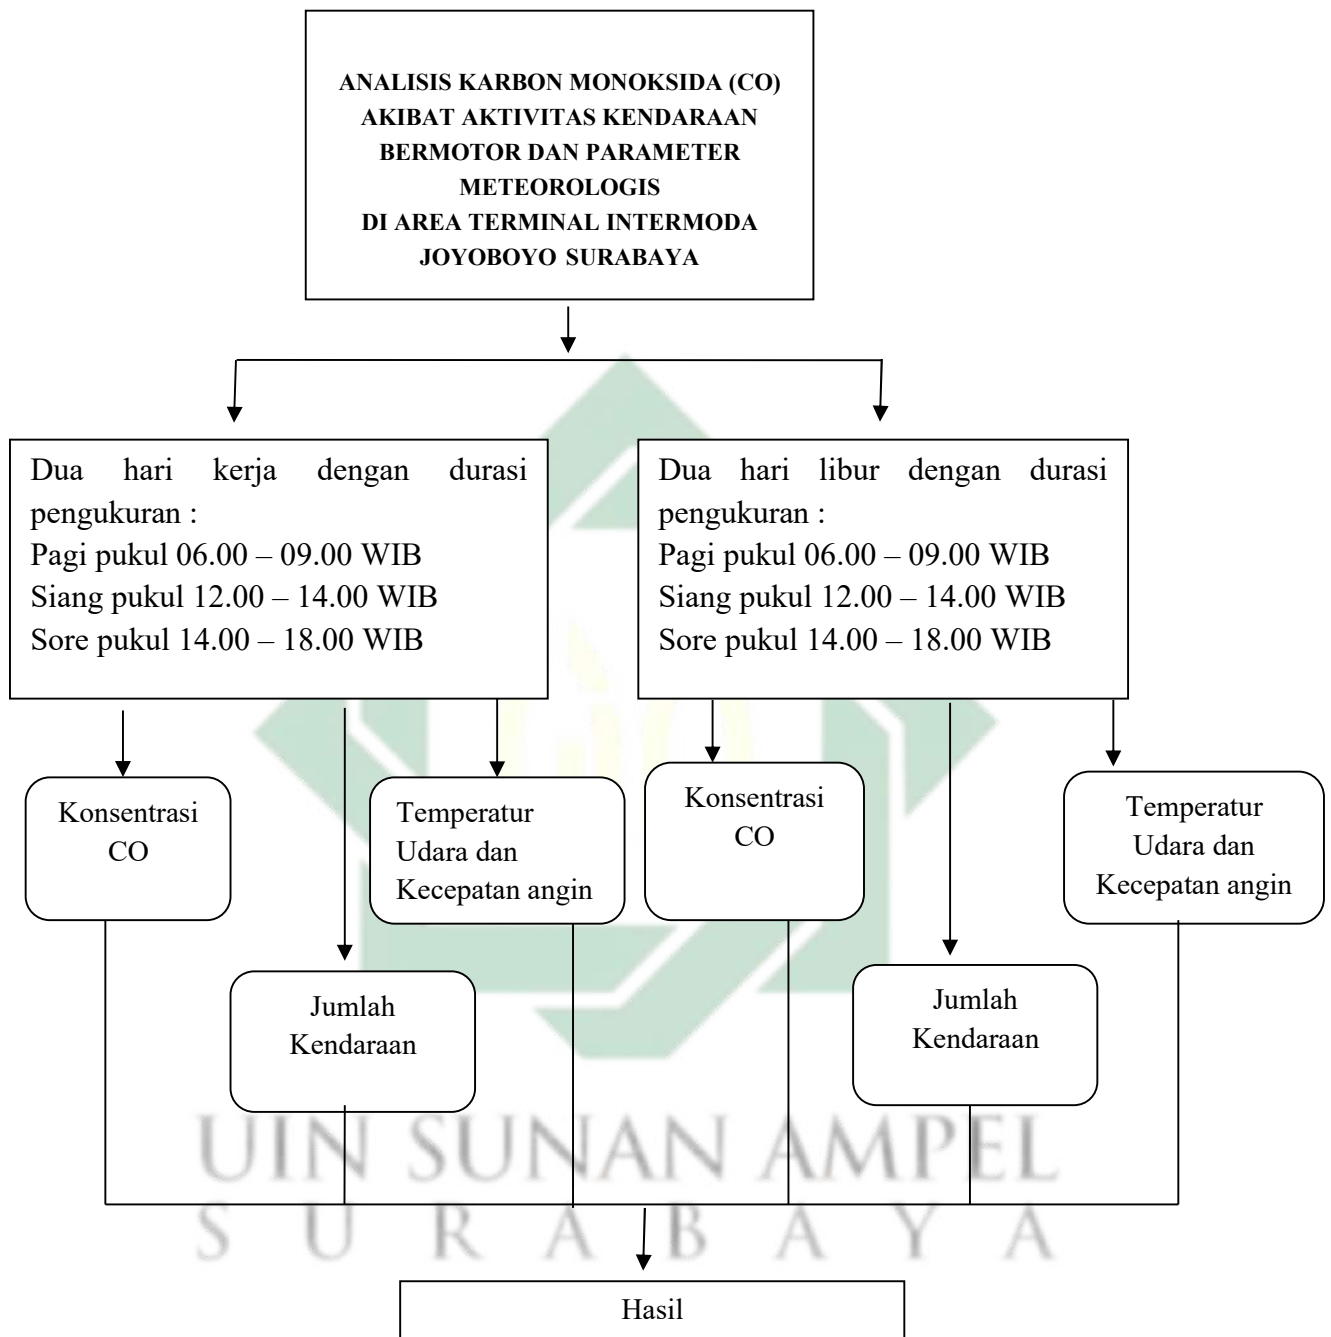 ANALISIS KARBON MONOKSIDA (CO)
AKIBAT AKTIVITAS KENDARAAN
BERMOTOR DAN PARAMETER
METEOROLOGIS
DI AREA TERMINAL INTERMODA
JOYOBOYO SURABAYA
Dua hari kerja dengan durasi
pengukuran :
Pagi pukul 06.00 – 09.00 WIB
Siang pukul 12.00 – 14.00 WIB
Sore pukul 14.00 – 18.00 WIB
Dua hari libur dengan durasi
pengukuran :
Pagi pukul 06.00 – 09.00 WIB
Siang pukul 12.00 – 14.00 WIB
Sore pukul 14.00 – 18.00 WIB
Konsentrasi
CO
Temperatur
Udara dan
Kecepatan angin
Konsentrasi
CO
Temperatur
Udara dan
Kecepatan angin
Jumlah
Kendaraan
Jumlah
Kendaraan
UIN SUNAN AMPEL
SURABAYA
Hasil